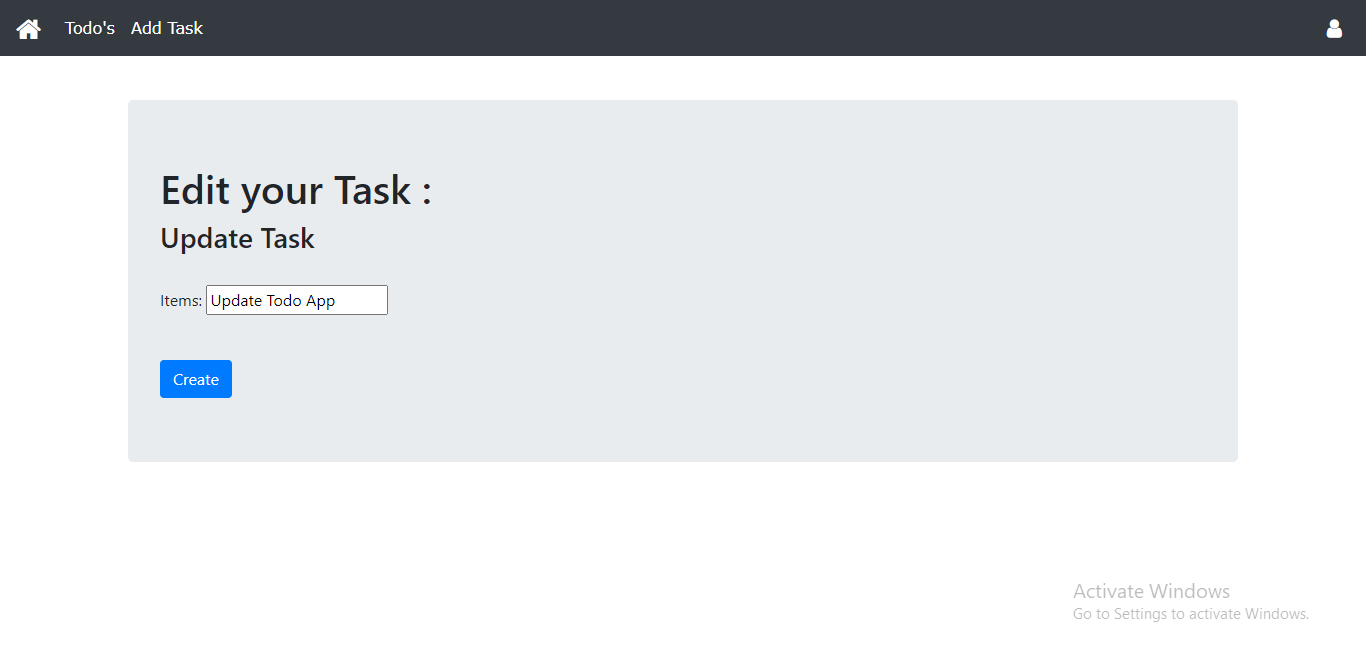 Todo's Add Task
Edit your Task :
Update Task
Items: Update Todo App
Create
Activate Windows
Go to Settings to activate Windows.